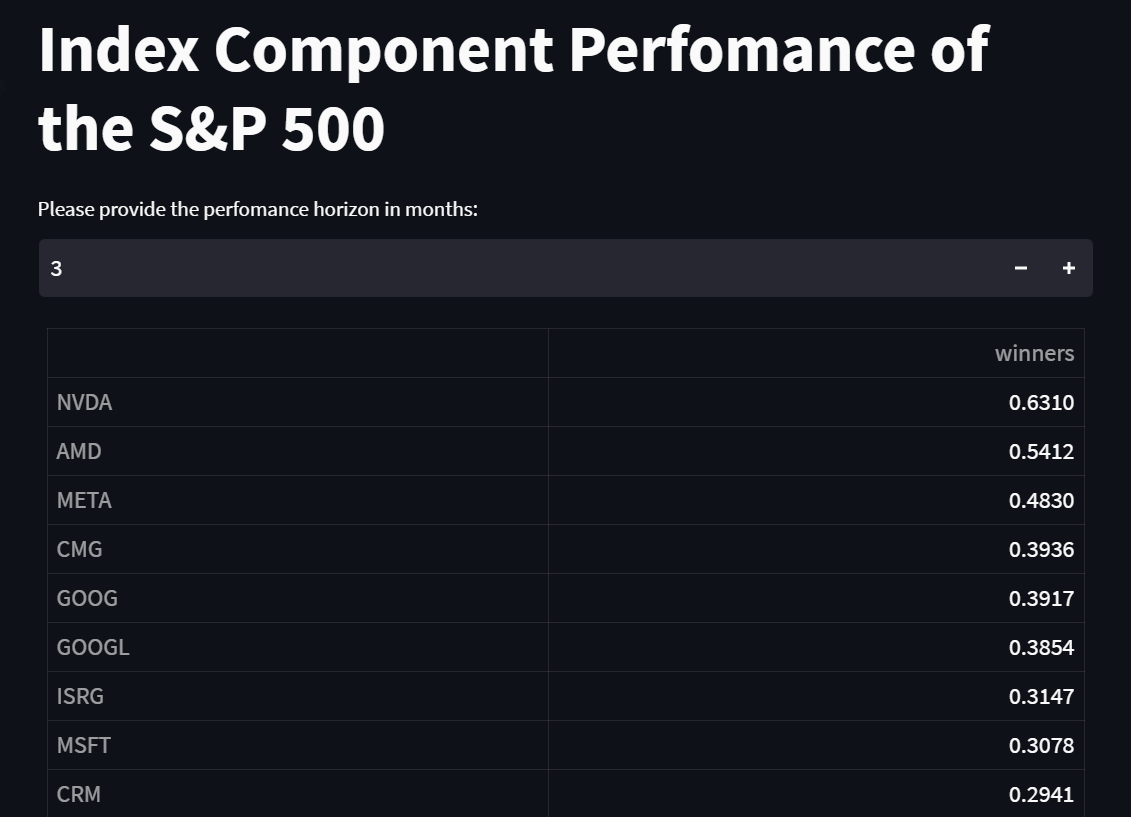 Index Component Perfomance of
the S&P 500
Please provide the perfomance horizon in months:
3 − +
winners
NVDA 0.6310
AMD 0.5412
META 0.4830
CMG 0.3936
GOOG 0.3917
GOOGL 0.3854
ISRG 0.3147
MSFT 0.3078
CRM 0.2941